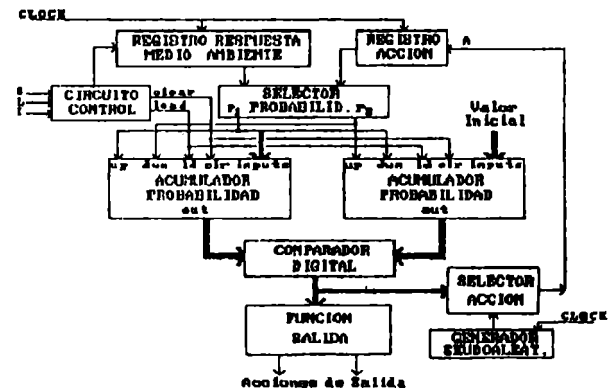 CLOCK
REGISTRO RESPUESTA
MEDIO AMBIENTE
REGISTRO
ACCION
A
CIRCUITO
CONTROL
clear
load
SELECTOR
PROBABILID.
P1
P2
Valor
Inicial
up dwn ld clr inputs
ACUMULADOR
PROBABILIDAD
out
up dwn ld clr inputs
ACUMULADOR
PROBABILIDAD
out
COMPARADOR
DIGITAL
SELECTOR
ACCION
FUNCION
SALIDA
CLOCK
GENERADOR
SEUDOALEAT.
Acciones de Salida